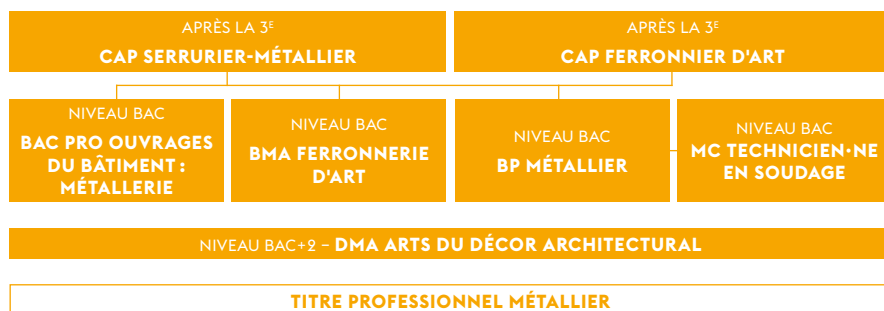 APRÈS LA 3E
CAP SERRURIER-MÉTALLIER
APRÈS LA 3E
CAP FERRONNIER D'ART
NIVEAU BAC
BAC PRO OUVRAGES
DU BÂTIMENT :
MÉTALLERIE
NIVEAU BAC
BMA FERRONNERIE
D'ART
NIVEAU BAC
BP MÉTALLIER
NIVEAU BAC
MC TECHNICIEN·NE
EN SOUDAGE
NIVEAU BAC+2 – DMA ARTS DU DÉCOR ARCHITECTURAL
TITRE PROFESSIONNEL MÉTALLIER